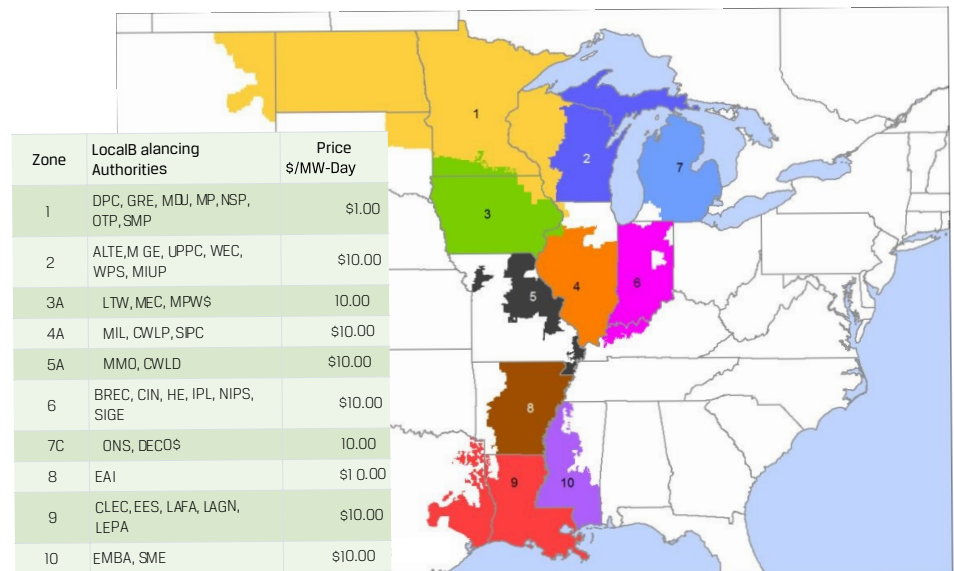 Zone LocalB alancing Authorities Price $/MW-Day
1 DPC, GRE, MDU, MP, NSP, OTP, SMP $1.00
2 ALTE,M GE, UPPC, WEC, WPS, MIUP $10.00
3A LTW, MEC, MPW$ 10.00
4A MIL, CWLP, SIPC $10.00
5A MMO, CWLD $10.00
6 BREC, CIN, HE, IPL, NIPS, SIGE $10.00
7C ONS, DECO$ 10.00
8 EAI $10.00
9 CLEC, EES, LAFA, LAGN, LEPA $10.00
10 EMBA, SME $10.00
1
2
7
3
4
6
5
8
9
10